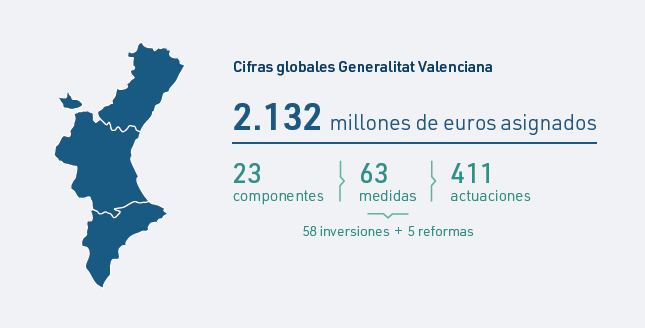 Cifras globales Generalitat Valenciana
2.132 millones de euros asignados
23 63 411
componentes medidas actuaciones
58 inversiones + 5 reformas